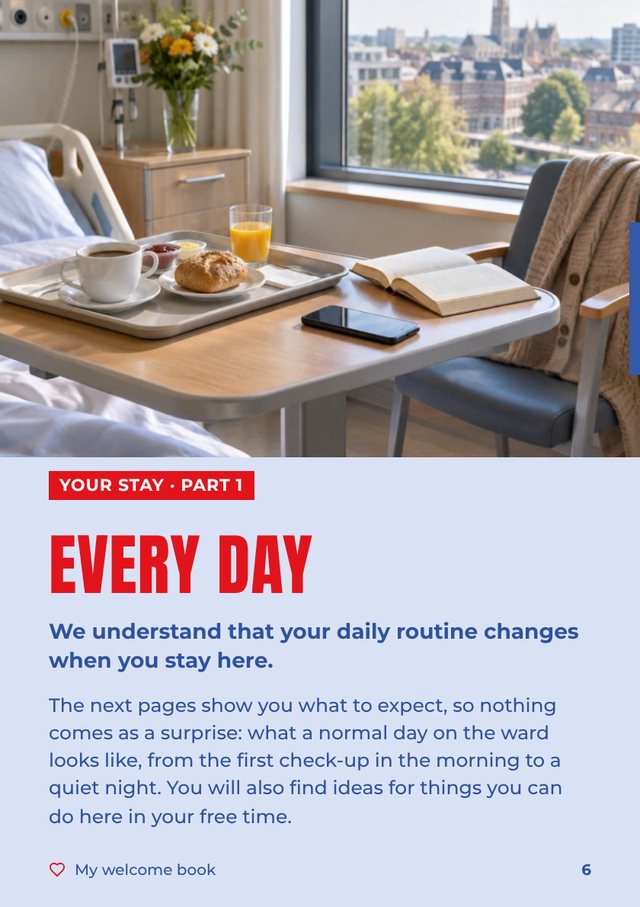 YOUR STAY · PART 1
EVERY DAY
We understand that your daily routine changes
when you stay here.
The next pages show you what to expect, so nothing
comes as a surprise: what a normal day on the ward
looks like, from the first check-up in the morning to a
quiet night. You will also find ideas for things you can
do here in your free time.
My welcome book
6